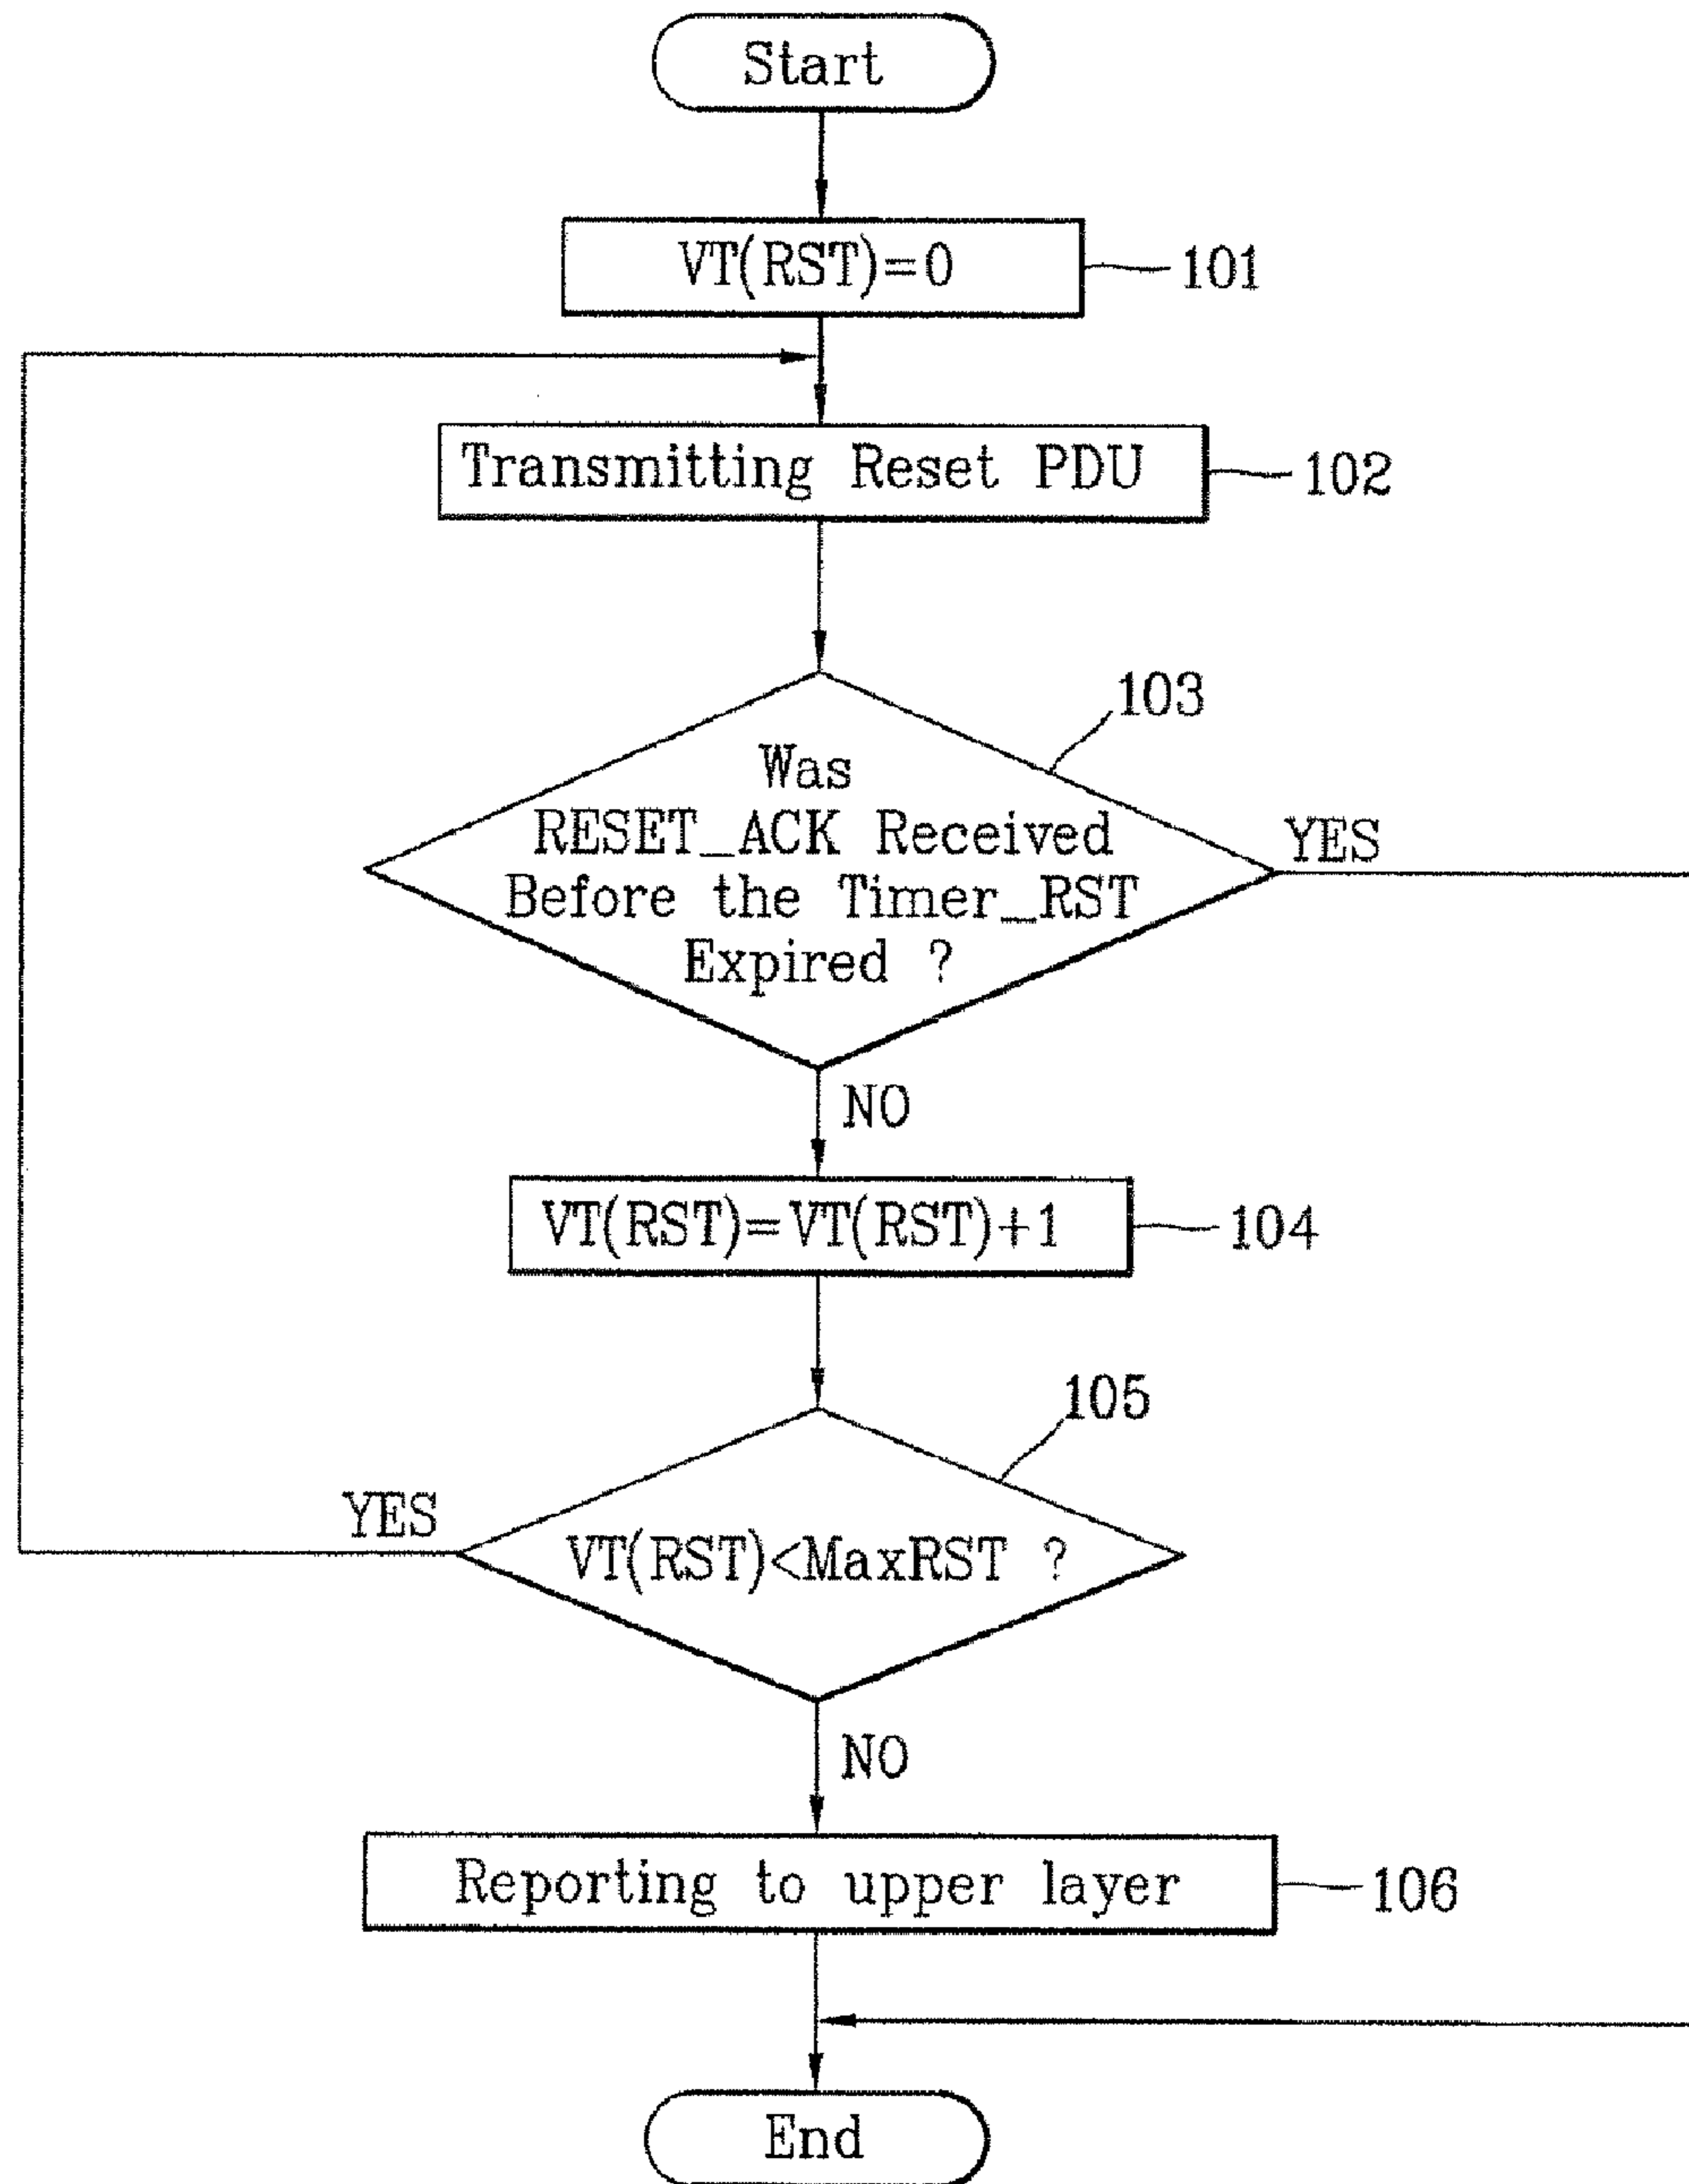 Start
VT(RST)=0
101
Transmitting Reset PDU
102
103
Was
RESET_ACK Received
Before the Timer_RST
Expired ?
YES
NO
VT(RST)=VT(RST)+1
104
105
YES
VT(RST)<MaxRST ?
NO
Reporting to upper layer
106
End